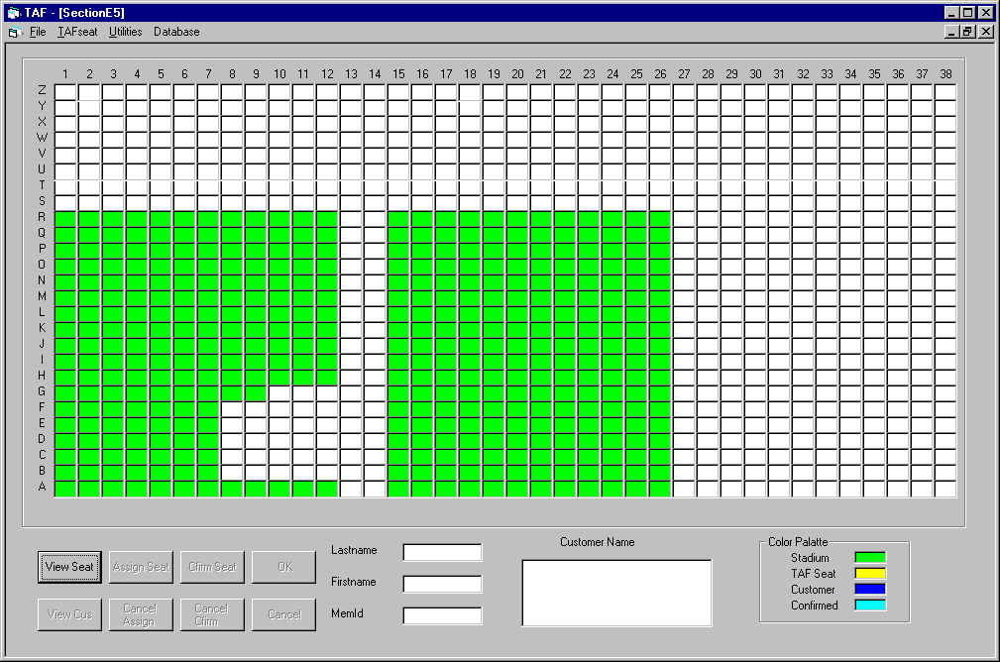 TAF - [SectionE5]
File TAFseat Utilities Database
1 2 3 4 5 6 7 8 9 10 11 12 13 14 15 16 17 18 19 20 21 22 23 24 25 26 27 28 29 30 31 32 33 34 35 36 37 38
Z
Y
X
W
V
U
T
S
R
Q
P
O
N
M
L
K
J
I
H
G
F
E
D
C
B
A
View Seat Assign Seat Cfirm Seat OK
View Cus Cancel Assign Cancel Cfirm Cancel
Lastname
Firstname
MemId
Customer Name
Color Palatte
Stadium
TAF Seat
Customer
Confirmed